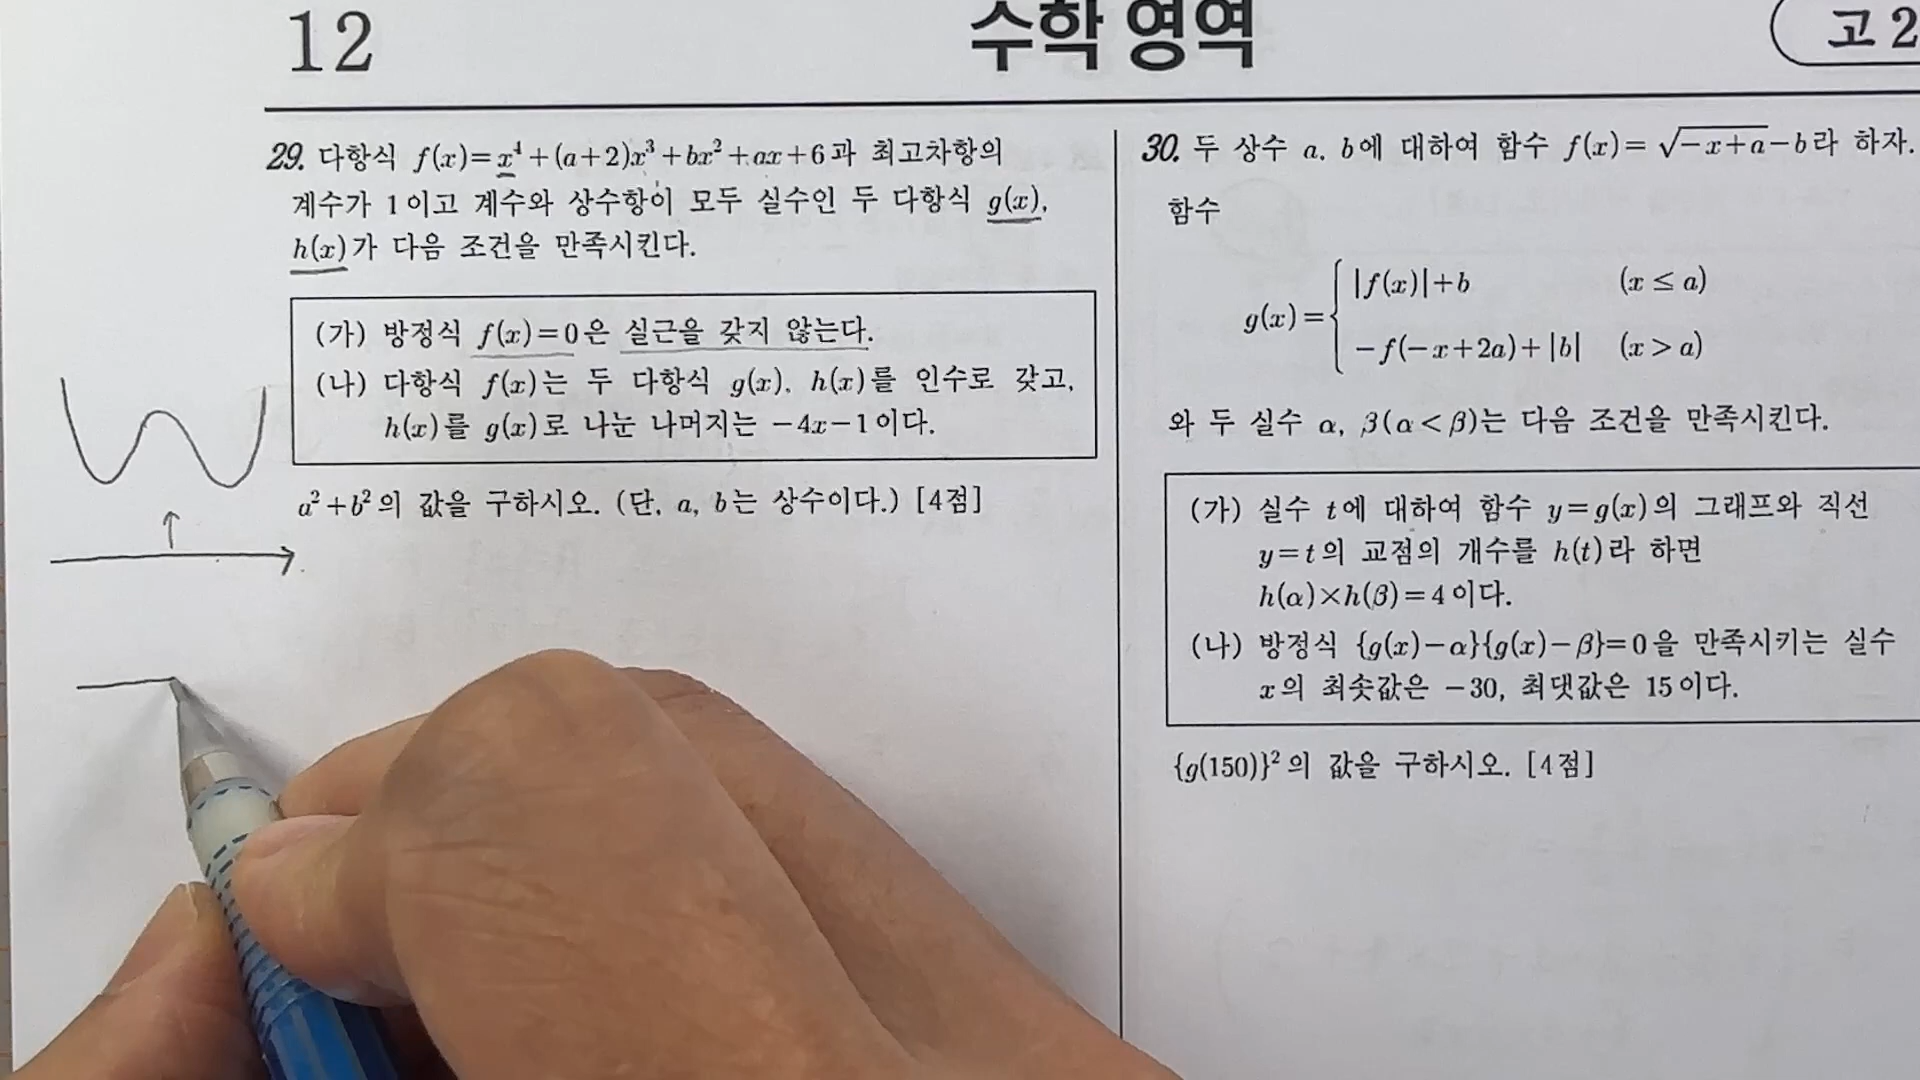 12
수학 영역
고 2
29. 다항식 f(x)=x⁴+(a+2)x³+bx²+ax+6과 최고차항의
계수가 1이고 계수와 상수항이 모두 실수인 두 다항식 g(x),
h(x)가 다음 조건을 만족시킨다.
(가) 방정식 f(x)=0은 실근을 갖지 않는다.
(나) 다항식 f(x)는 두 다항식 g(x), h(x)를 인수로 갖고,
h(x)를 g(x)로 나눈 나머지는 -4x-1이다.
a²+b²의 값을 구하시오. (단, a, b는 상수이다.) [4점]
30. 두 상수 a, b에 대하여 함수 f(x)=√(-x+a)-b라 하자.
함수
g(x)={ |f(x)|+b (x≤a)
-f(-x+2a)+|b| (x>a)
와 두 실수 α, β(α<β)는 다음 조건을 만족시킨다.
(가) 실수 t에 대하여 함수 y=g(x)의 그래프와 직선
y=t의 교점의 개수를 h(t)라 하면
h(α)×h(β)=4이다.
(나) 방정식 {g(x)-α}{g(x)-β}=0을 만족시키는 실수
x의 최솟값은 -30, 최댓값은 15이다.
{g(150)}²의 값을 구하시오. [4점]